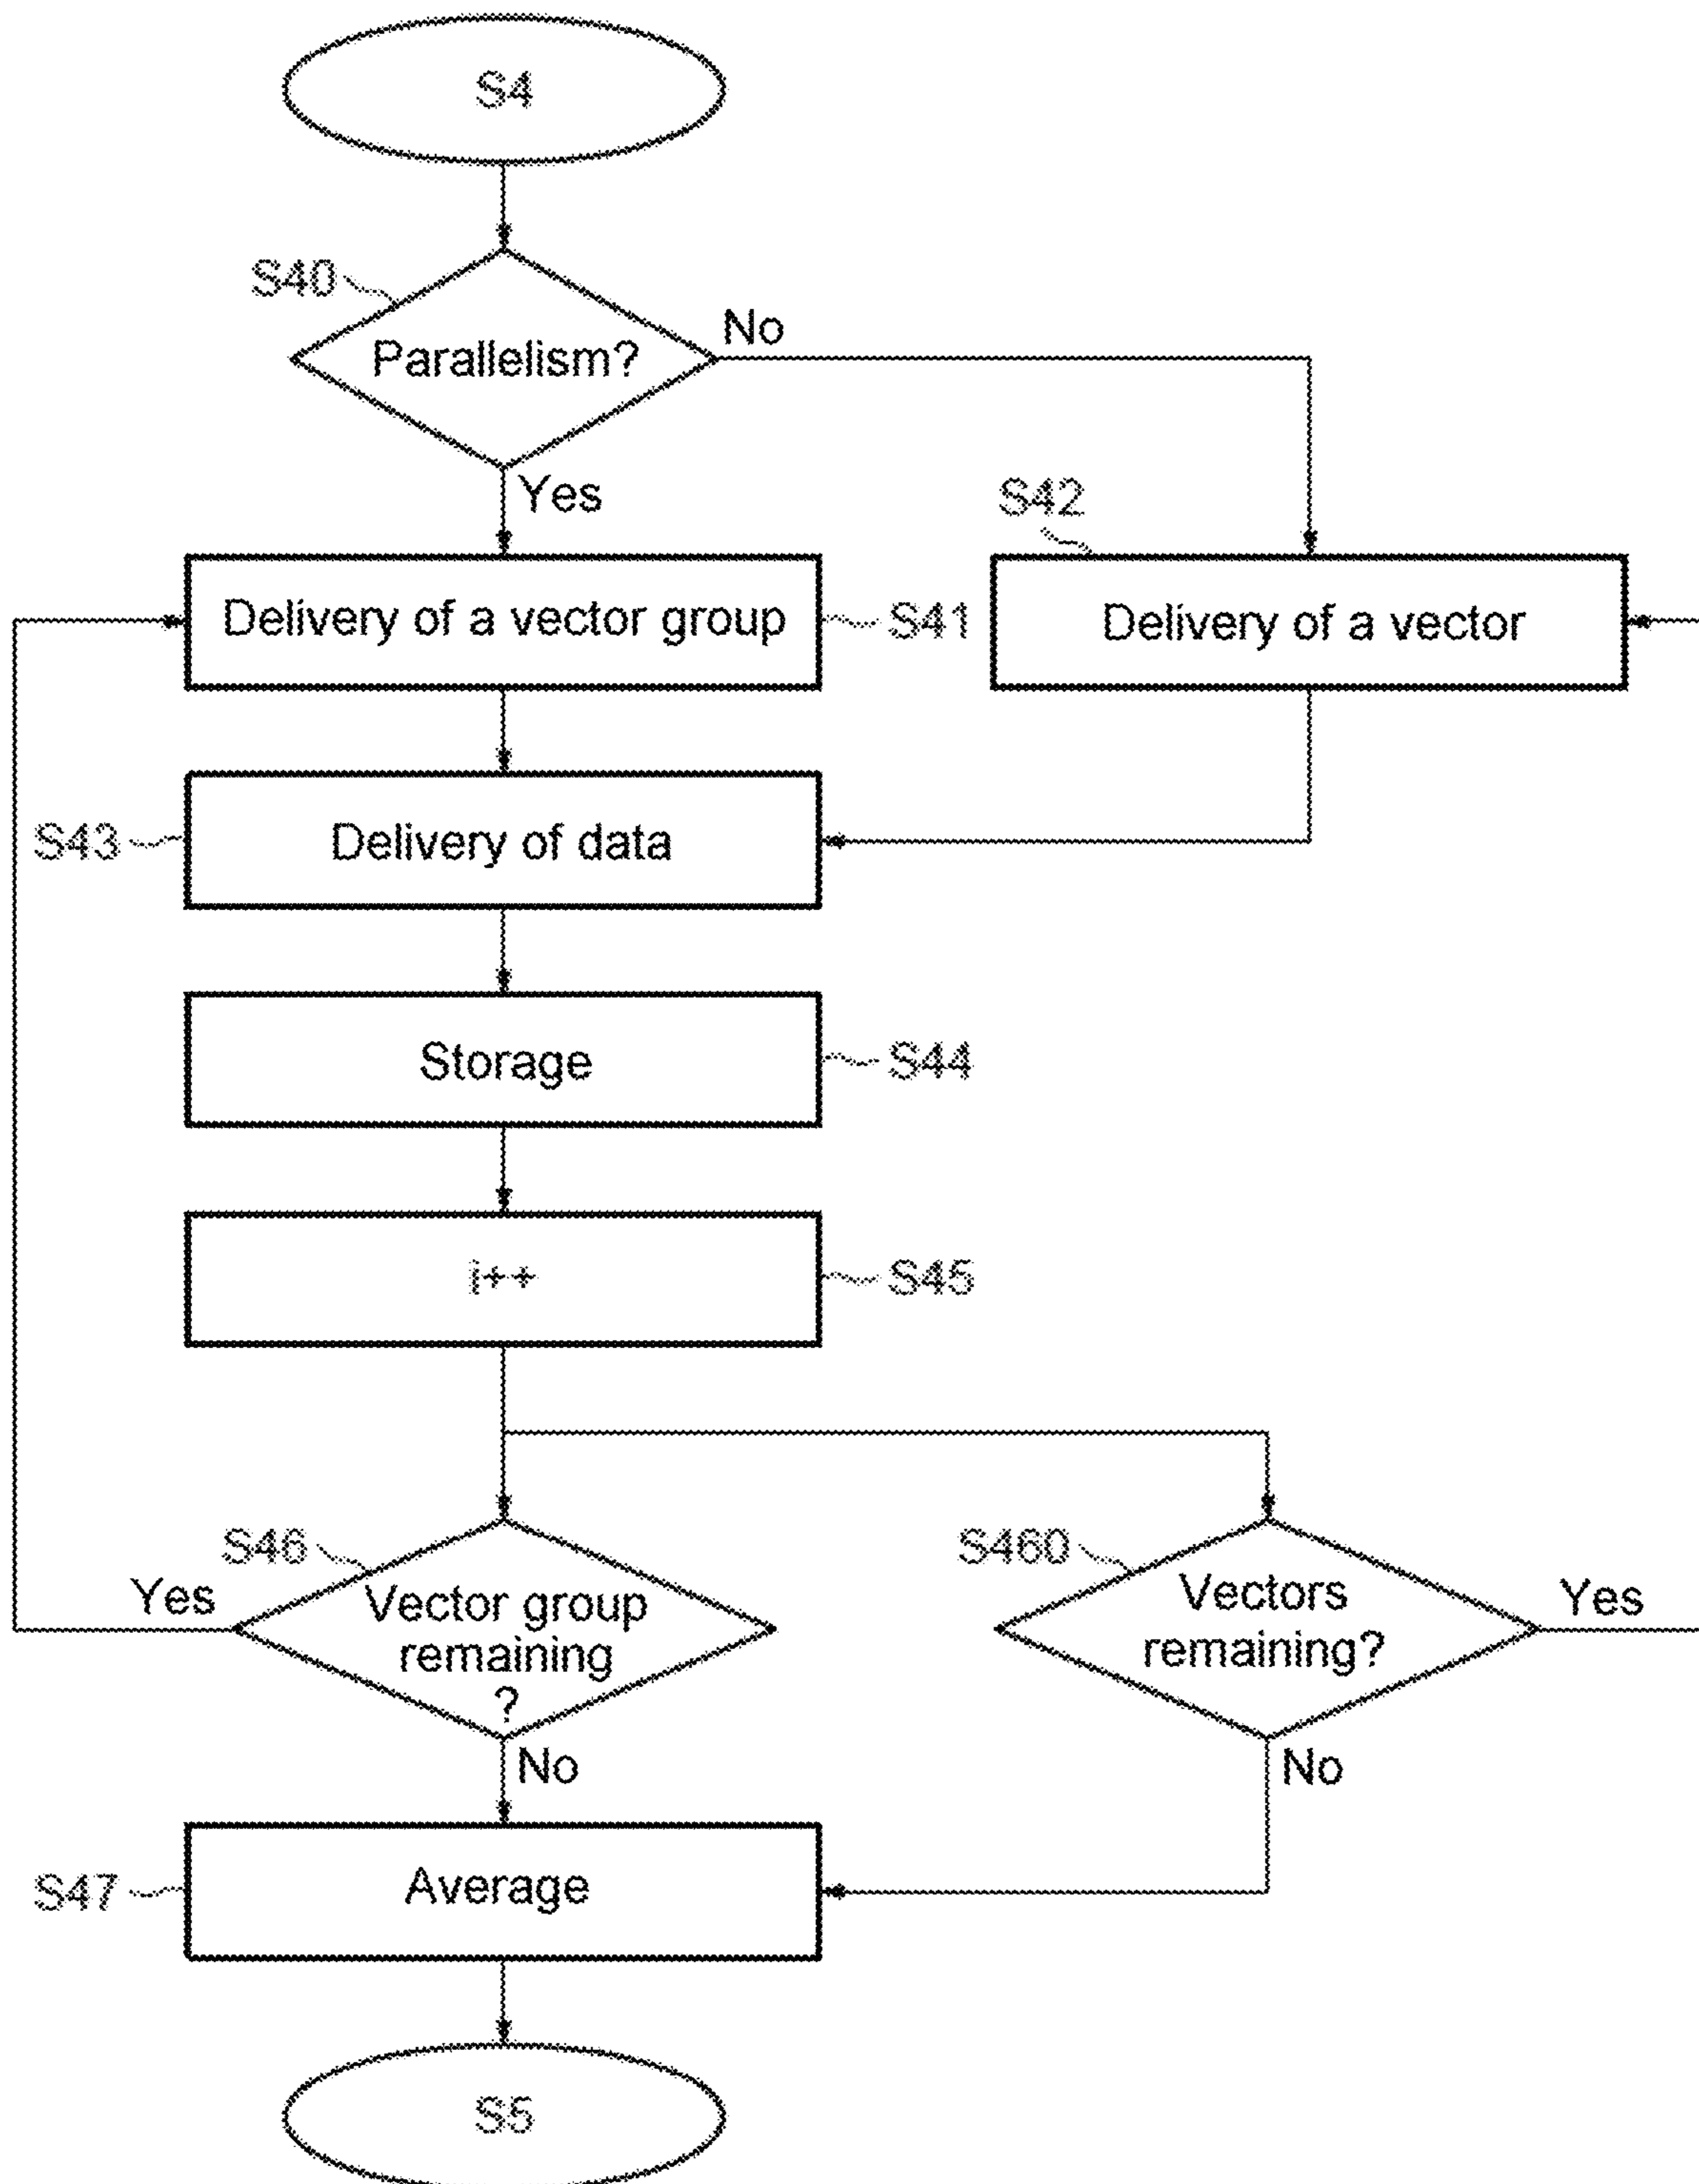 S4
S40
No
Parallelism?
Yes
S42
Delivery of a vector group
S41
Delivery of a vector
S43
Delivery of data
Storage
S44
i++
S45
S46
S460
Yes
Vector group
remaining
?
Vectors
remaining?
Yes
No
No
S47
Average
S5